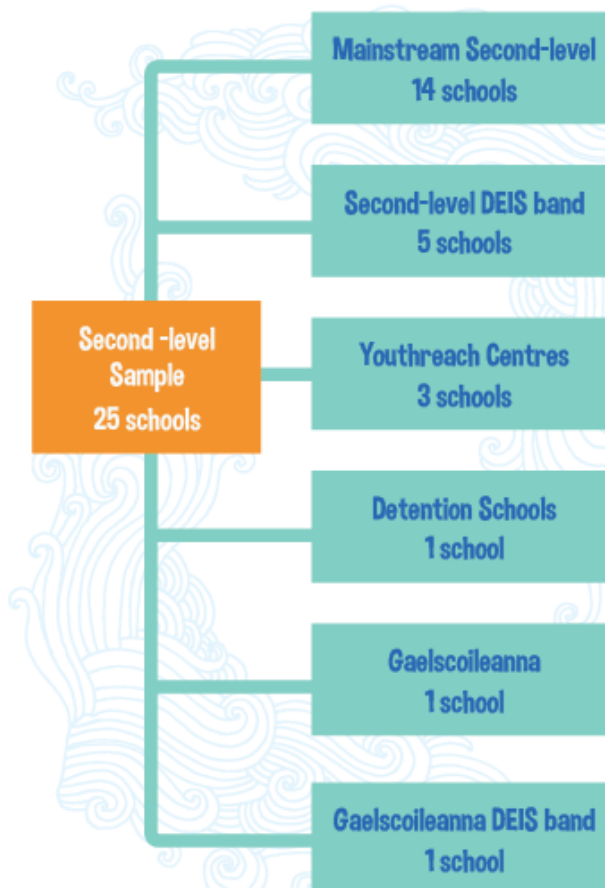 Mainstream Second-level
14 schools
Second-level DEIS band
5 schools
Second -level
Sample
25 schools
Youthreach Centres
3 schools
Detention Schools
1 school
Gaelscoileanna
1 school
Gaelscoileanna DEIS band
1 school